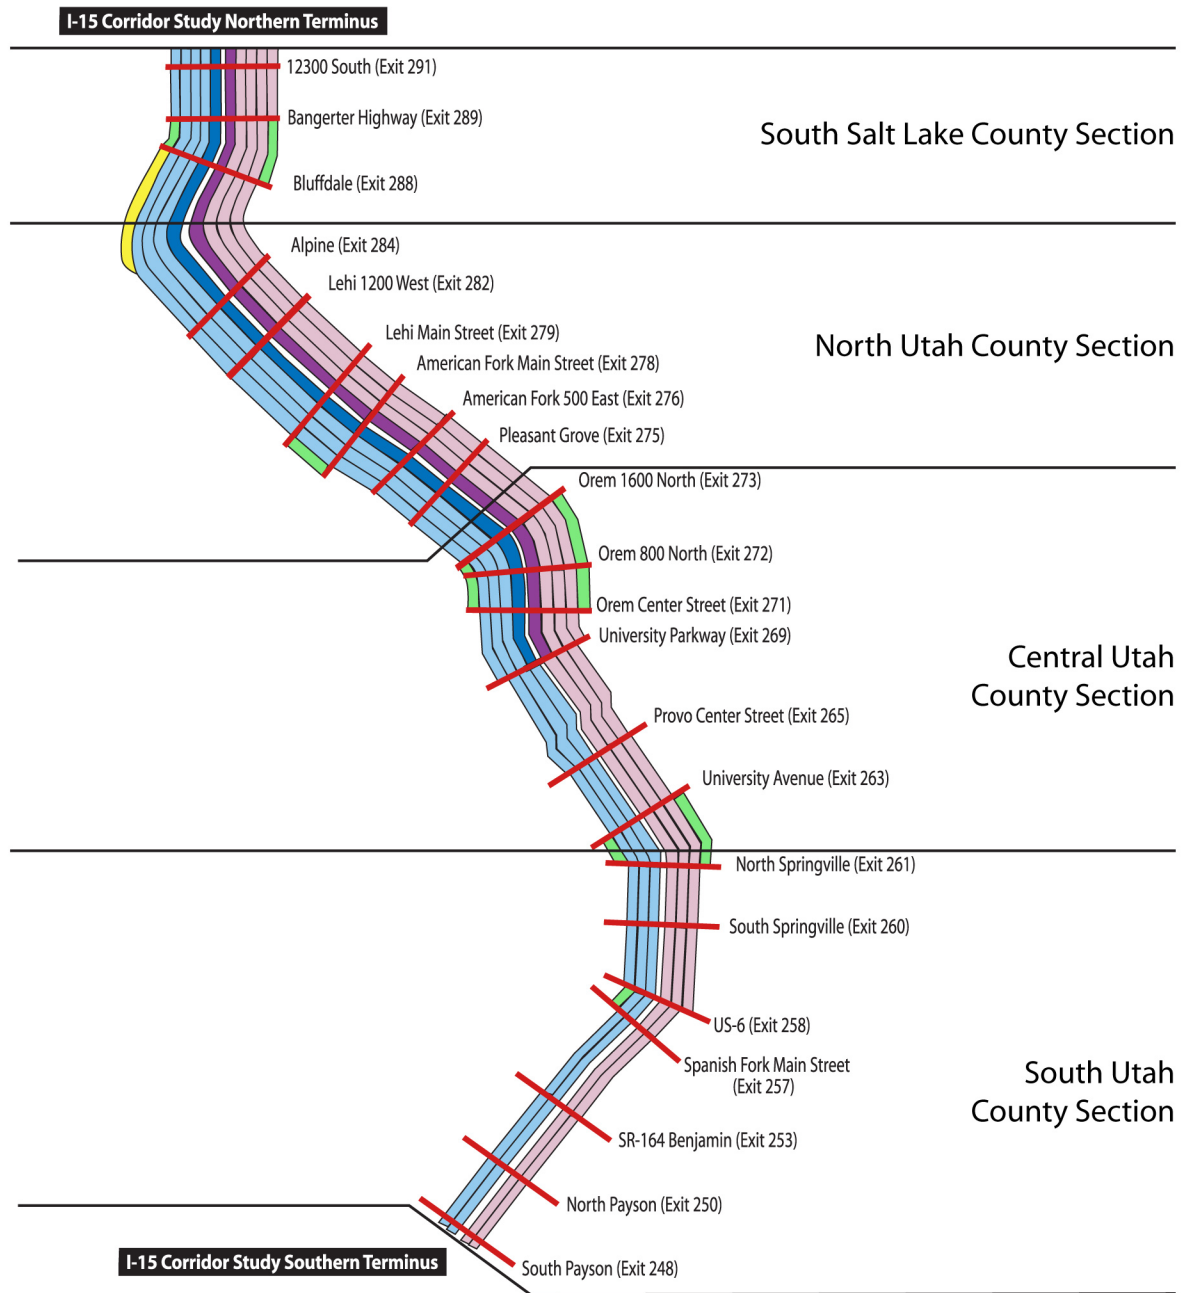 I-15 Corridor Study Northern Terminus
12300 South (Exit 291)
Bangerter Highway (Exit 289)
South Salt Lake County Section
Bluffdale (Exit 288)
Alpine (Exit 284)
Lehi 1200 West (Exit 282)
Lehi Main Street (Exit 279)
North Utah County Section
American Fork Main Street (Exit 278)
American Fork 500 East (Exit 276)
Pleasant Grove (Exit 275)
Orem 1600 North (Exit 273)
Orem 800 North (Exit 272)
Orem Center Street (Exit 271)
University Parkway (Exit 269)
Central Utah
County Section
Provo Center Street (Exit 265)
University Avenue (Exit 263)
North Springville (Exit 261)
South Springville (Exit 260)
US-6 (Exit 258)
Spanish Fork Main Street
(Exit 257)
South Utah
County Section
SR-164 Benjamin (Exit 253)
North Payson (Exit 250)
I-15 Corridor Study Southern Terminus
South Payson (Exit 248)